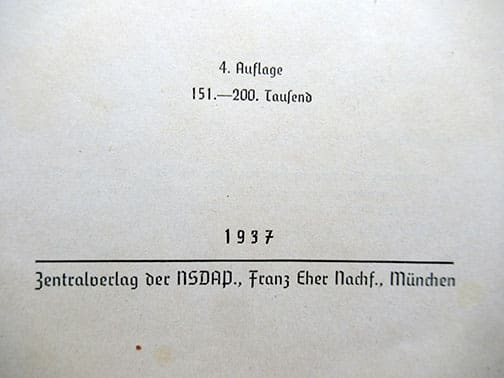 4. Auflage
151.—200. Tausend
1937
Zentralverlag der NSDAP., Franz Eher Nachf., München